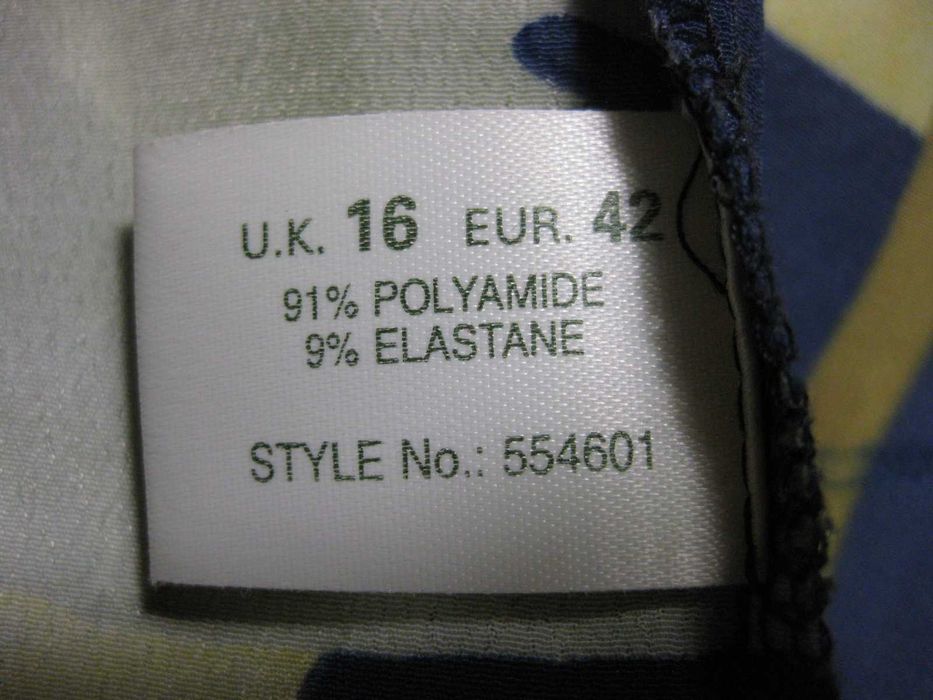 U.K. 16 EUR. 42
91% POLYAMIDE
9% ELASTANE
STYLE No.: 554601